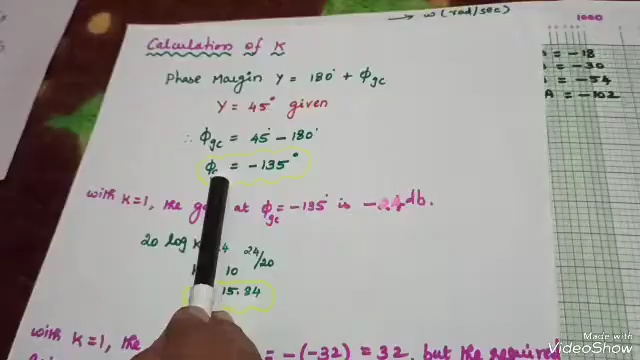 → w (rad/sec)
1000
Calculation of K
Phase Margin γ = 180° + ϕgc
γ = 45° given
∴ ϕgc = 45° - 180°
= -135°
= -18
= -30
= -54
A = -102
with K=1, the at ϕgc = -135° is db.
20 log
10 24/20
15.84
with K=1, the = -(-32) = 32, but the required
Made With
VideoShow